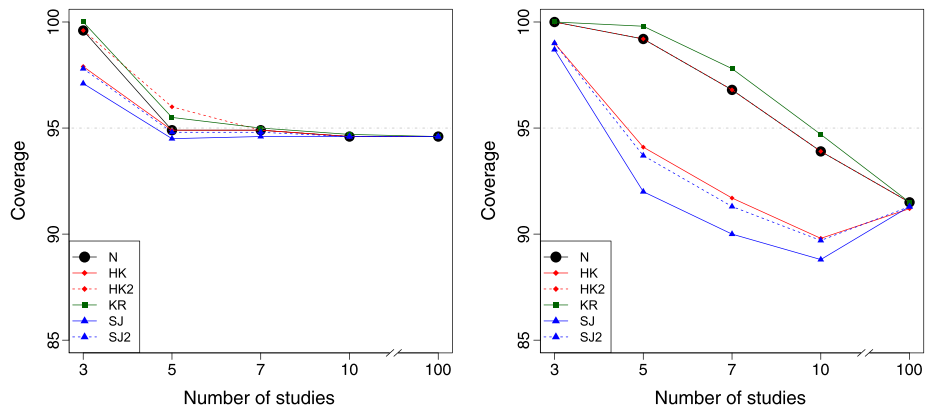 100
95
90
85
Coverage
N
HK
HK2
KR
SJ
SJ2
3 5 7 10 100
Number of studies
100
95
90
85
Coverage
N
HK
HK2
KR
SJ
SJ2
3 5 7 10 100
Number of studies